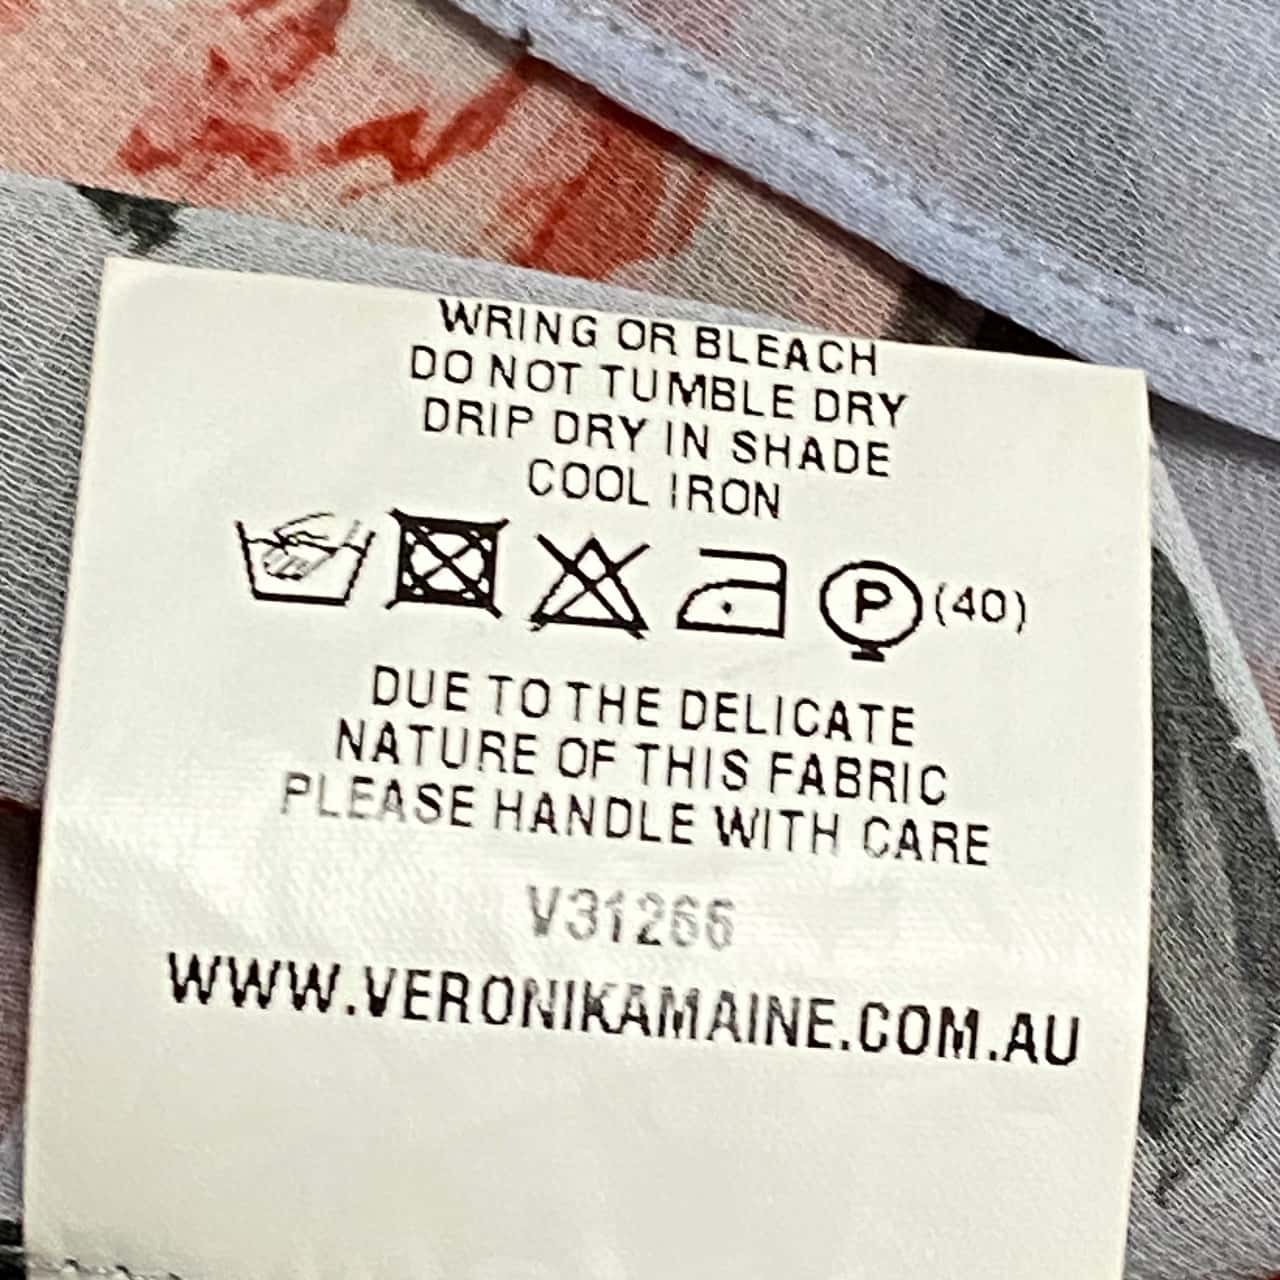 WRING OR BLEACH
DO NOT TUMBLE DRY
DRIP DRY IN SHADE
COOL IRON
P (40)
DUE TO THE DELICATE
NATURE OF THIS FABRIC
PLEASE HANDLE WITH CARE
V31266
WWW.VERONIKAMAINE.COM.AU